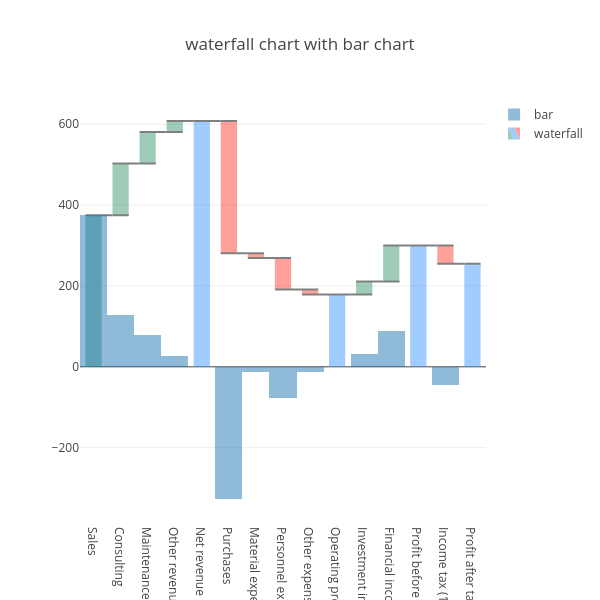 waterfall chart with bar chart
bar
waterfall
600
400
200
0
−200
Sales
Consulting
Maintenance
Other revenu
Net revenue
Purchases
Material expe
Personnel ex
Other expens
Operating pr
Investment i
Financial inco
Profit before
Income tax (1
Profit after ta